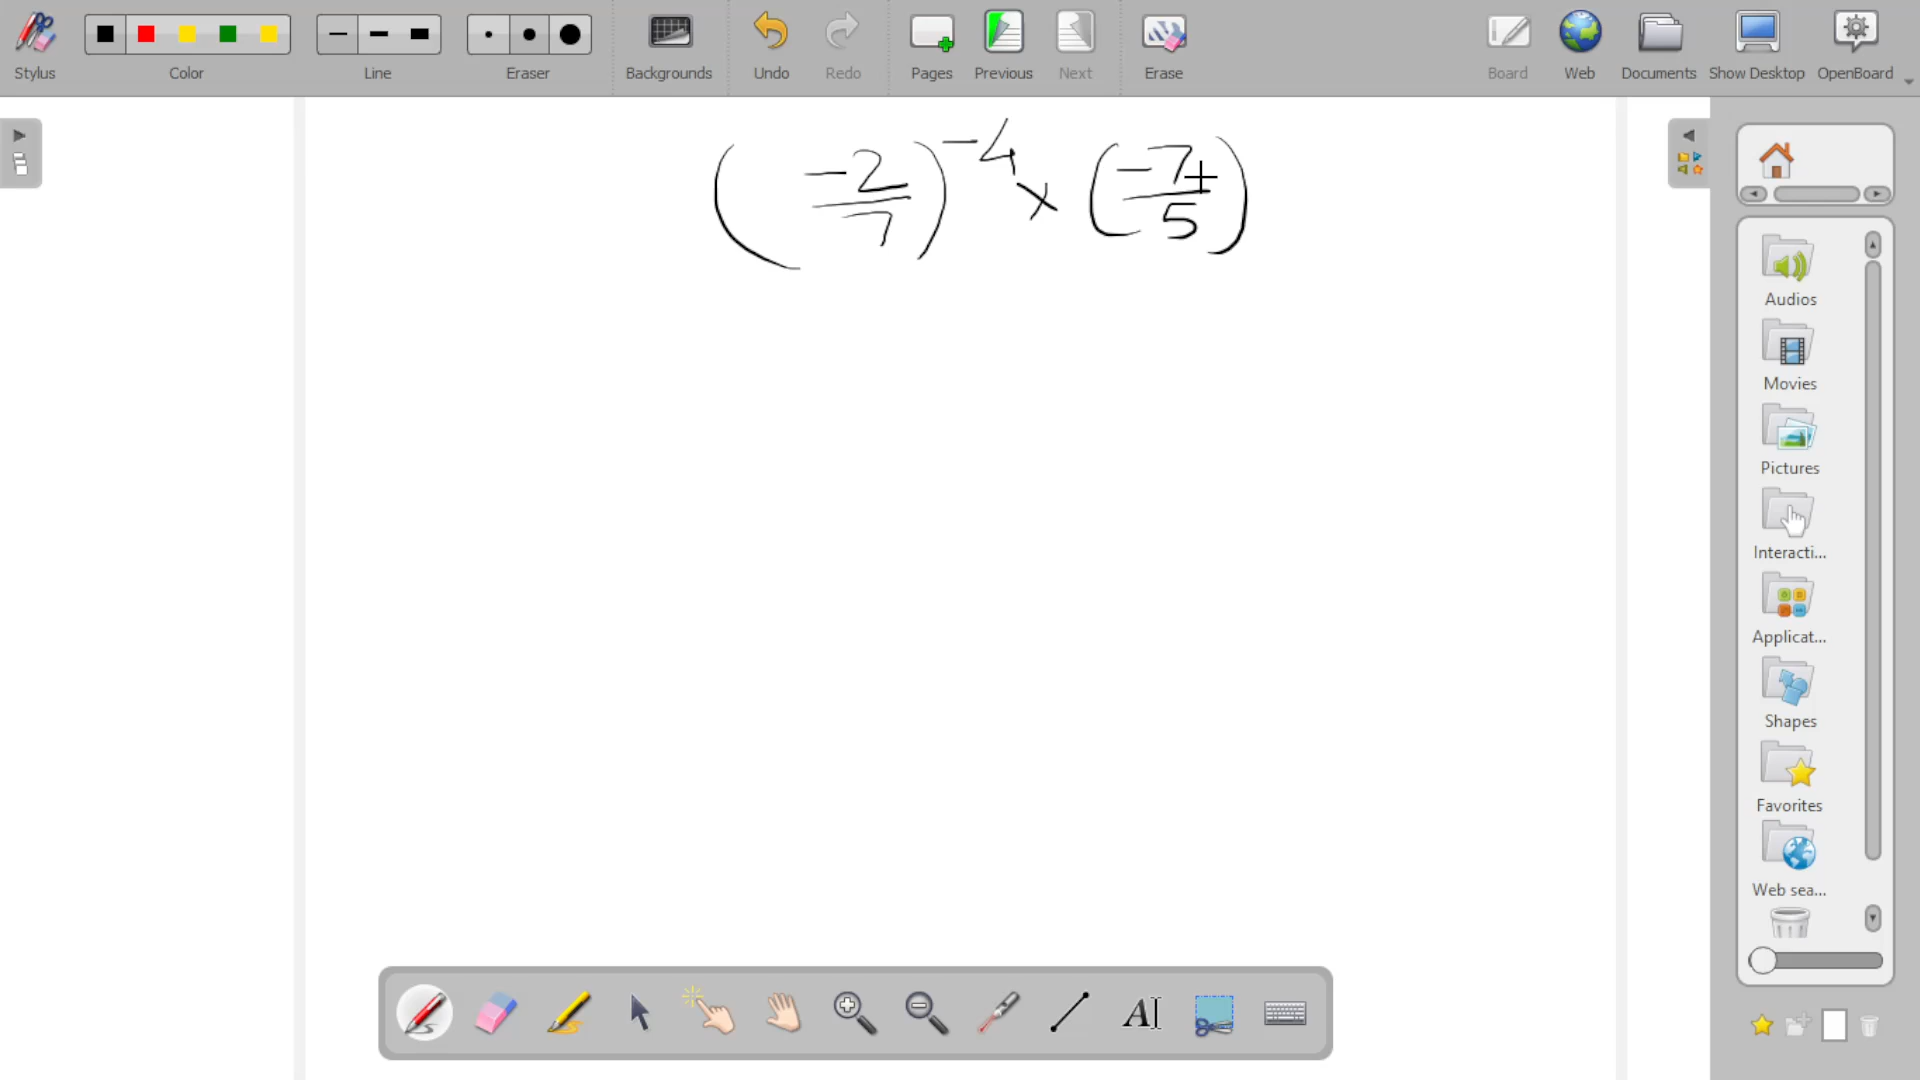 Stylus Color Line Eraser Backgrounds Undo Redo Pages Previous Next Erase Board Web Documents Show Desktop OpenBoard
(-2/7)^-4 × (-7/5)
Audios
Movies
Pictures
Interacti...
Applicat...
Shapes
Favorites
Web sea...
A